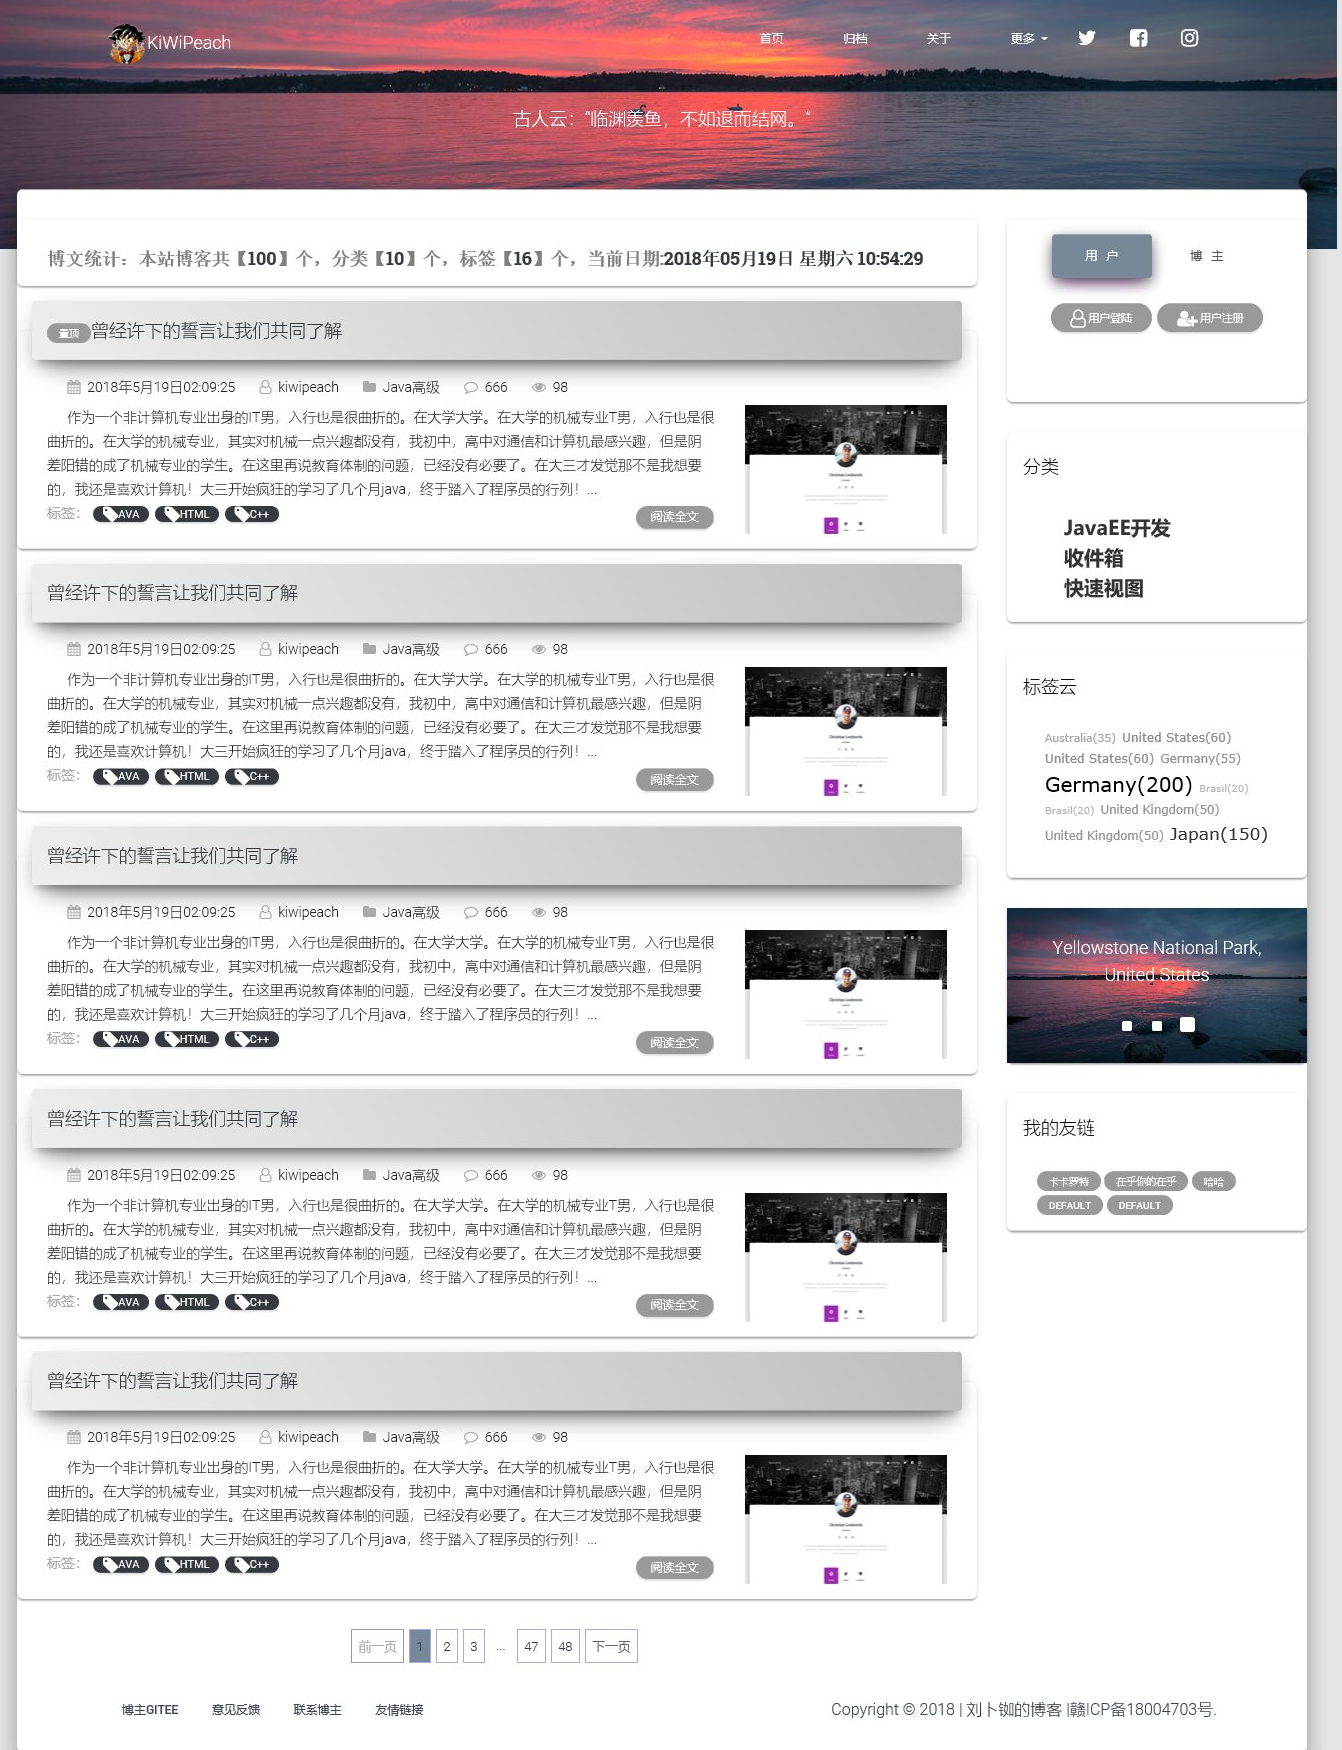 KiWiPeach
首页 归档 关于 更多
古人云：“临渊羡鱼，不如退而结网。”
博文统计：本站博客共【100】个，分类【10】个，标签【16】个，当前日期:2018年05月19日 星期六 10:54:29
置顶 曾经许下的誓言让我们共同了解
2018年5月19日02:09:25 kiwipeach Java高级 666 98
作为一个非计算机专业出身的IT男，入行也是很曲折的。在大学大学。在大学的机械专业T男，入行也是很
曲折的。在大学的机械专业，其实对机械一点兴趣都没有，我初中，高中对通信和计算机最感兴趣，但是阴
差阳错的成了机械专业的学生。在这里再说教育体制的问题，已经没有必要了。在大三才发觉那不是我想要
的，我还是喜欢计算机！大三开始疯狂的学习了几个月java，终于踏入了程序员的行列！...
标签： AVA HTML C++ 阅读全文
曾经许下的誓言让我们共同了解
2018年5月19日02:09:25 kiwipeach Java高级 666 98
作为一个非计算机专业出身的IT男，入行也是很曲折的。在大学大学。在大学的机械专业T男，入行也是很
曲折的。在大学的机械专业，其实对机械一点兴趣都没有，我初中，高中对通信和计算机最感兴趣，但是阴
差阳错的成了机械专业的学生。在这里再说教育体制的问题，已经没有必要了。在大三才发觉那不是我想要
的，我还是喜欢计算机！大三开始疯狂的学习了几个月java，终于踏入了程序员的行列！...
标签： AVA HTML C++ 阅读全文
曾经许下的誓言让我们共同了解
2018年5月19日02:09:25 kiwipeach Java高级 666 98
作为一个非计算机专业出身的IT男，入行也是很曲折的。在大学大学。在大学的机械专业T男，入行也是很
曲折的。在大学的机械专业，其实对机械一点兴趣都没有，我初中，高中对通信和计算机最感兴趣，但是阴
差阳错的成了机械专业的学生。在这里再说教育体制的问题，已经没有必要了。在大三才发觉那不是我想要
的，我还是喜欢计算机！大三开始疯狂的学习了几个月java，终于踏入了程序员的行列！...
标签： AVA HTML C++ 阅读全文
曾经许下的誓言让我们共同了解
2018年5月19日02:09:25 kiwipeach Java高级 666 98
作为一个非计算机专业出身的IT男，入行也是很曲折的。在大学大学。在大学的机械专业T男，入行也是很
曲折的。在大学的机械专业，其实对机械一点兴趣都没有，我初中，高中对通信和计算机最感兴趣，但是阴
差阳错的成了机械专业的学生。在这里再说教育体制的问题，已经没有必要了。在大三才发觉那不是我想要
的，我还是喜欢计算机！大三开始疯狂的学习了几个月java，终于踏入了程序员的行列！...
标签： AVA HTML C++ 阅读全文
曾经许下的誓言让我们共同了解
2018年5月19日02:09:25 kiwipeach Java高级 666 98
作为一个非计算机专业出身的IT男，入行也是很曲折的。在大学大学。在大学的机械专业T男，入行也是很
曲折的。在大学的机械专业，其实对机械一点兴趣都没有，我初中，高中对通信和计算机最感兴趣，但是阴
差阳错的成了机械专业的学生。在这里再说教育体制的问题，已经没有必要了。在大三才发觉那不是我想要
的，我还是喜欢计算机！大三开始疯狂的学习了几个月java，终于踏入了程序员的行列！...
标签： AVA HTML C++ 阅读全文
前一页 1 2 3 ... 47 48 下一页
用 户 博 主
用户登陆 用户注册
分类
JavaEE开发
收件箱
快速视图
标签云
Australia(35) United States(60)
United States(60) Germany(55)
Germany(200) Brasil(20)
Brasil(20) United Kingdom(50)
United Kingdom(50) Japan(150)
Yellowstone National Park,
United States
我的友链
卡卡罗特 在乎你的在乎 哈哈
DEFAULT DEFAULT
博主GITEE 意见反馈 联系博主 友情链接
Copyright © 2018 | 刘卜铷的博客 |赣ICP备18004703号.